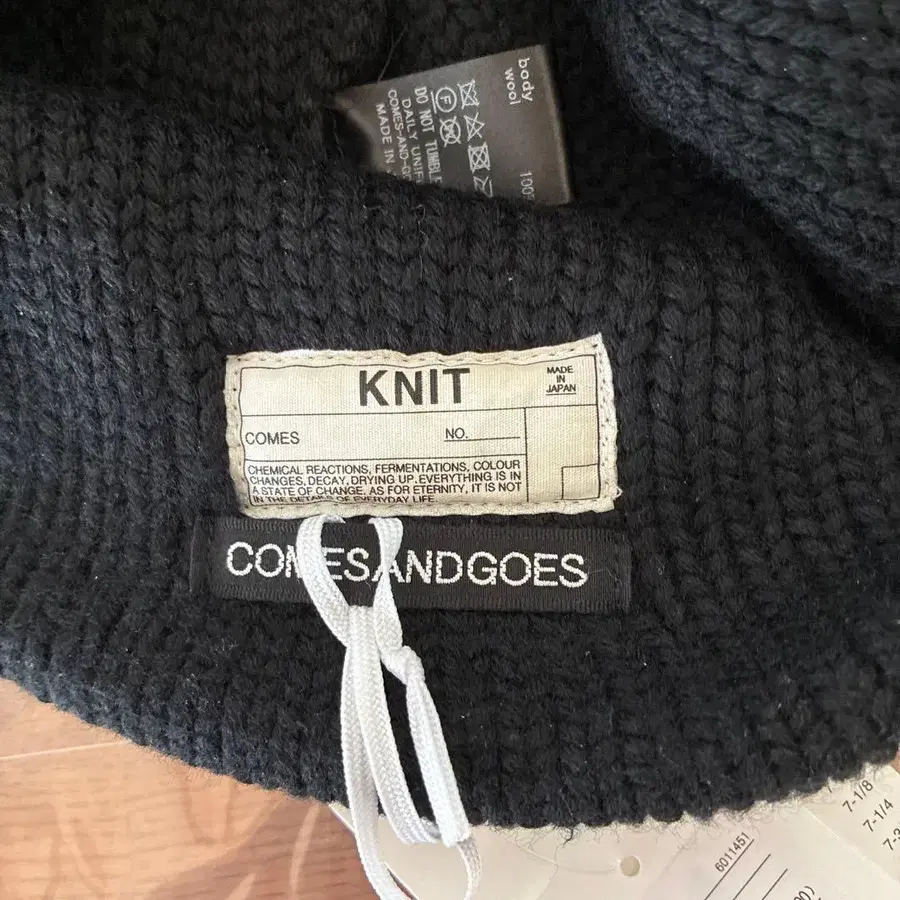 body
wool
100%
F
DO NOT TUMBLE
DAILY
COMES-AND-
MADE IN
KNIT
MADE
IN
JAPAN
COMES
NO.
CHEMICAL REACTIONS, FERMENTATIONS, COLOUR
CHANGES, DECAY, DRYING UP. EVERYTHING IS IN
A STATE OF CHANGE. AS FOR ETERNITY, IT IS NOT
IN THE DETAILS OF EVERYDAY LIFE.
COMESANDGOES
7-1/8
7-1/4
6011451